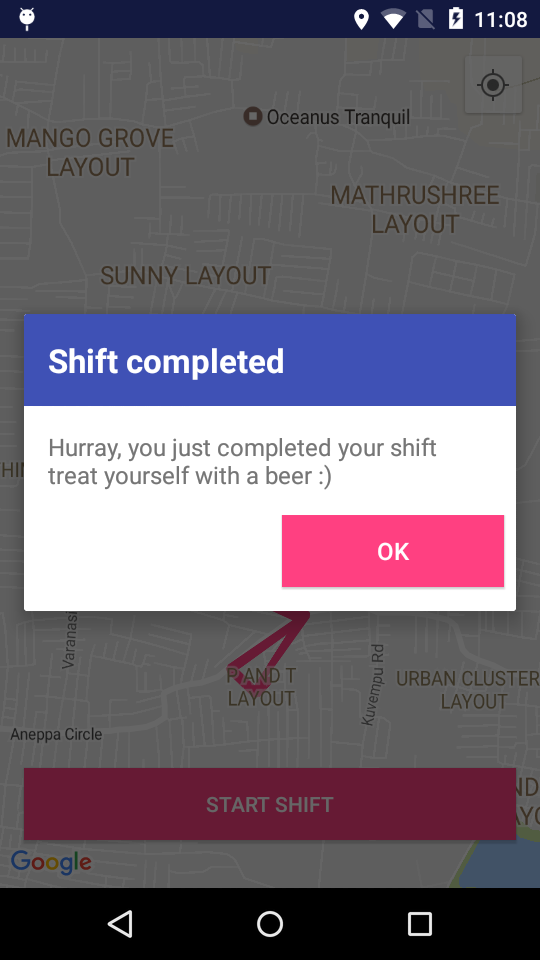 11:08
Oceanus Tranquil
MANGO GROVE
LAYOUT
MATHRUSHREE
LAYOUT
SUNNY LAYOUT
Shift completed
Hurray, you just completed your shift
treat yourself with a beer :)
OK
Varanasi
P AND T
LAYOUT
Kuvempu Rd
URBAN CLUSTER
LAYOUT
Aneppa Circle
START SHIFT
Google